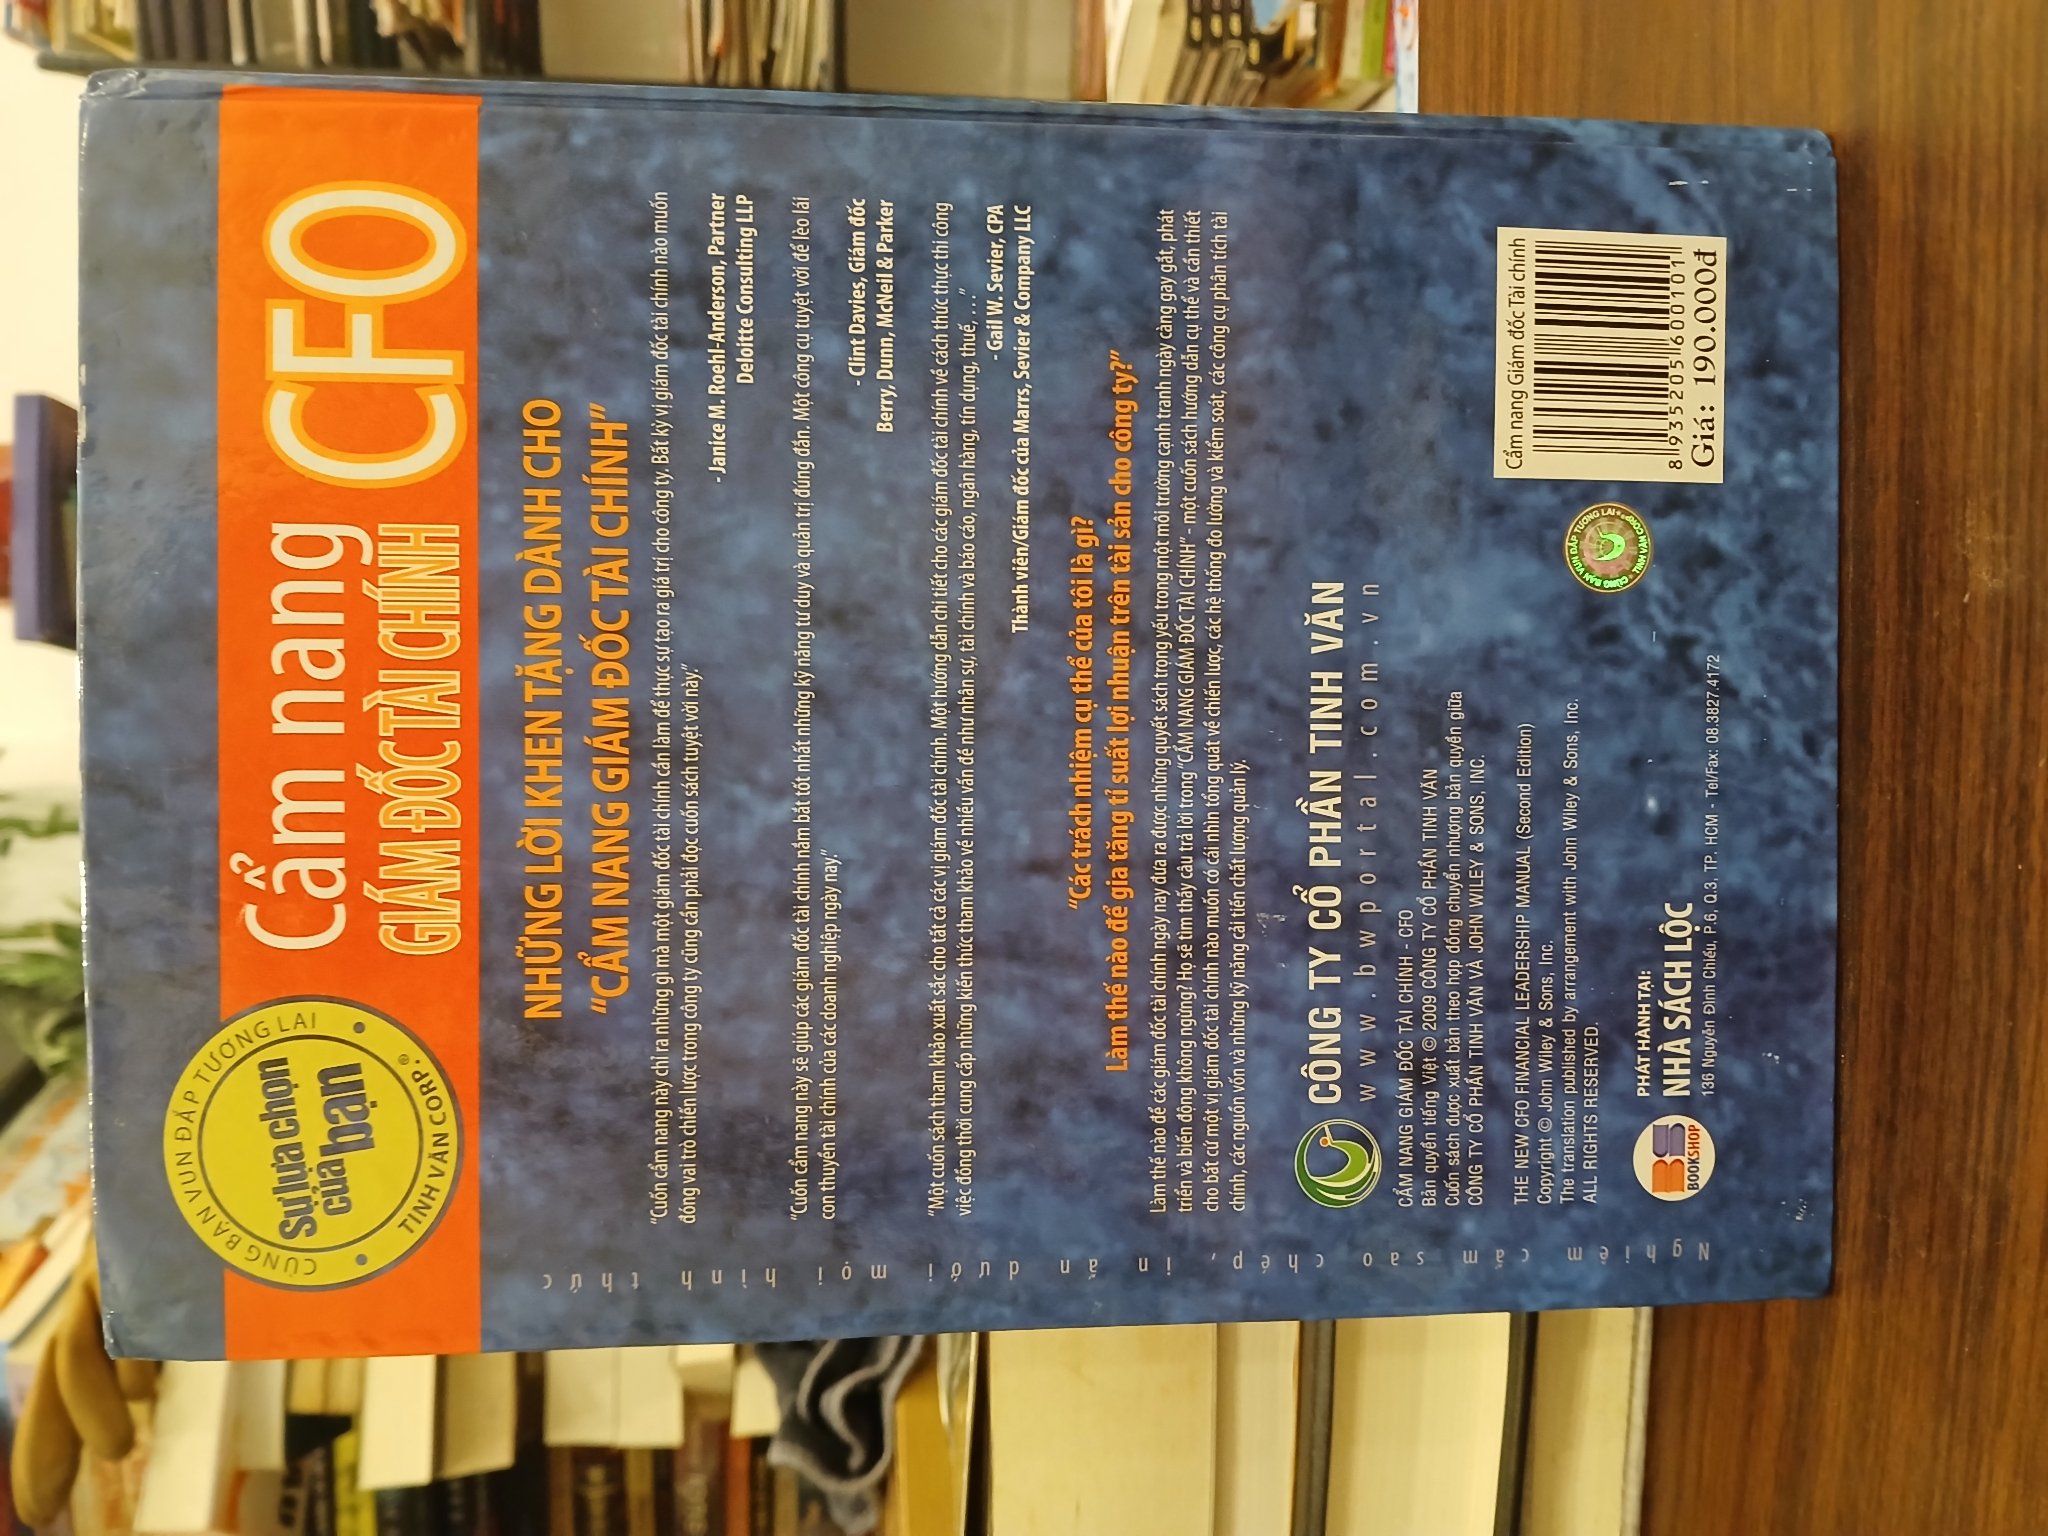 CÙNG BẠN VUN ĐẮP TƯƠNG LAI
Sự lựa chọn
của bạn
TINH VĂN CORP.®
Cẩm nang
GIÁM ĐỐC TÀI CHÍNH
CFO
NHỮNG LỜI KHEN TẶNG DÀNH CHO
“CẨM NANG GIÁM ĐỐC TÀI CHÍNH”
“Cuốn cẩm nang này chỉ ra những gì mà một giám đốc tài chính cần làm để thực sự tạo ra giá trị cho công ty. Bất kỳ vị giám đốc tài chính nào muốn
đóng vai trò chiến lược trong công ty cũng cần phải đọc cuốn sách tuyệt vời này.”
- Janice M. Roehl-Anderson, Partner
Deloitte Consulting LLP
“Cuốn cẩm nang này sẽ giúp các giám đốc tài chính nắm bắt tốt nhất những kỹ năng tư duy và quản trị đúng đắn. Một công cụ tuyệt vời để lèo lái
con thuyền tài chính của các doanh nghiệp ngày nay.”
- Clint Davies, Giám đốc
Berry, Dunn, McNeil & Parker
“Một cuốn sách tham khảo xuất sắc cho tất cả các vị giám đốc tài chính. Một hướng dẫn chi tiết cho các giám đốc tài chính về cách thức thực thi công
việc đồng thời cung cấp những kiến thức tham khảo về nhiều vấn đề như nhân sự, tài chính và báo cáo, ngân hàng, tín dụng, thuế, …”
- Gail W. Sevier, CPA
Thành viên/Giám đốc của Marrs, Sevier & Company LLC
“Các trách nhiệm cụ thể của tôi là gì?
Làm thế nào để gia tăng tỉ suất lợi nhuận trên tài sản cho công ty?”
Làm thế nào để các giám đốc tài chính ngày nay đưa ra được những quyết sách trọng yếu trong một môi trường cạnh tranh ngày càng gay gắt, phát
triển và biến động không ngừng? Họ sẽ tìm thấy câu trả lời trong “CẨM NANG GIÁM ĐỐC TÀI CHÍNH” - một cuốn sách hướng dẫn cụ thể và cần thiết
cho bất cứ một vị giám đốc tài chính nào muốn có cái nhìn tổng quát về chiến lược, các hệ thống đo lường và kiểm soát, các công cụ phân tích tài
chính, các nguồn vốn và những kỹ năng cải tiến chất lượng quản lý.
CÔNG TY CỔ PHẦN TINH VĂN
www.bwportal.com.vn
CẨM NANG GIÁM ĐỐC TÀI CHÍNH - CFO
Bản quyền tiếng Việt © 2009 CÔNG TY CỔ PHẦN TINH VĂN
Cuốn sách được xuất bản theo hợp đồng chuyển nhượng bản quyền giữa
CÔNG TY CỔ PHẦN TINH VĂN VÀ JOHN WILEY & SONS, INC.
THE NEW CFO FINANCIAL LEADERSHIP MANUAL (Second Edition)
Copyright © John Wiley & Sons, Inc.
The translation published by arrangement with John Wiley & Sons, Inc.
ALL RIGHTS RESERVED.
BS
BOOKSHOP
PHÁT HÀNH TẠI:
NHÀ SÁCH LỘC
136 Nguyễn Đình Chiểu, P.6, Q.3, TP. HCM - Tel/Fax: 08.3827.4172
CÙNG BẠN VUN ĐẮP TƯƠNG LAI
TINH VĂN CORP®
Cẩm nang Giám đốc Tài chính
8 935205 600101
Giá: 190.000đ
Nghiêm cấm sao chép, in ấn dưới mọi hình thức